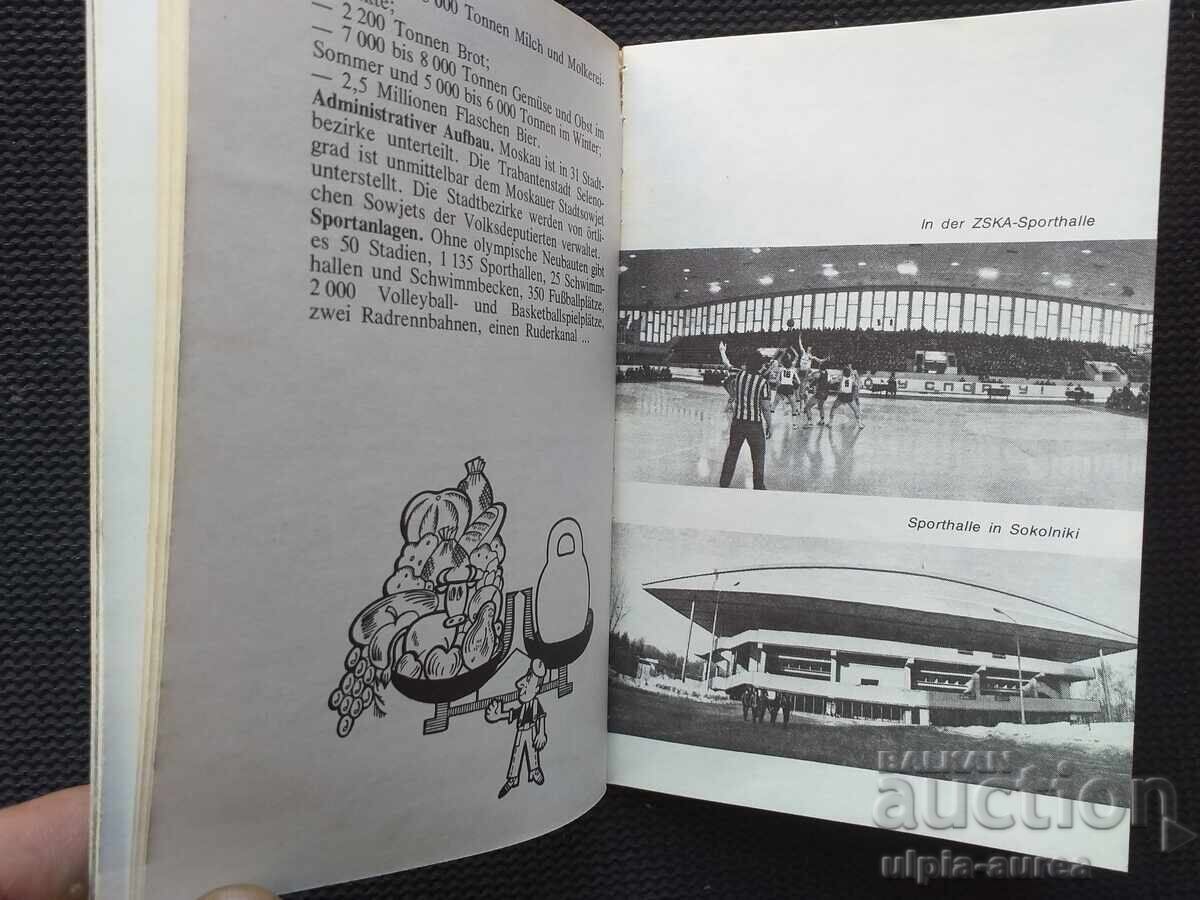 000 Tonnen Milch und Molkerei-
— 2 200 Tonnen Brot;
— 7 000 bis 8 000 Tonnen Gemüse und Obst im
Sommer und 5 000 bis 6 000 Tonnen im Winter;
— 2,5 Millionen Flaschen Bier.
Administrativer Aufbau. Moskau ist in 31 Stadt-
bezirke unterteilt. Die Trabantenstadt Seleno-
grad ist unmittelbar dem Moskauer Stadtsowjet
unterstellt. Die Stadtbezirke werden von örtli-
chen Sowjets der Volksdeputierten verwaltet.
Sportanlagen. Ohne olympische Neubauten gibt
es 50 Stadien, 1 135 Sporthallen, 25 Schwimm-
hallen und Schwimmbecken, 350 Fußballplätze,
2 000 Volleyball- und Basketballspielplätze,
zwei Radrennbahnen, einen Ruderkanal ...
In der ZSKA-Sporthalle
Sporthalle in Sokolniki
BALKAN
auction
ulpia-aurea